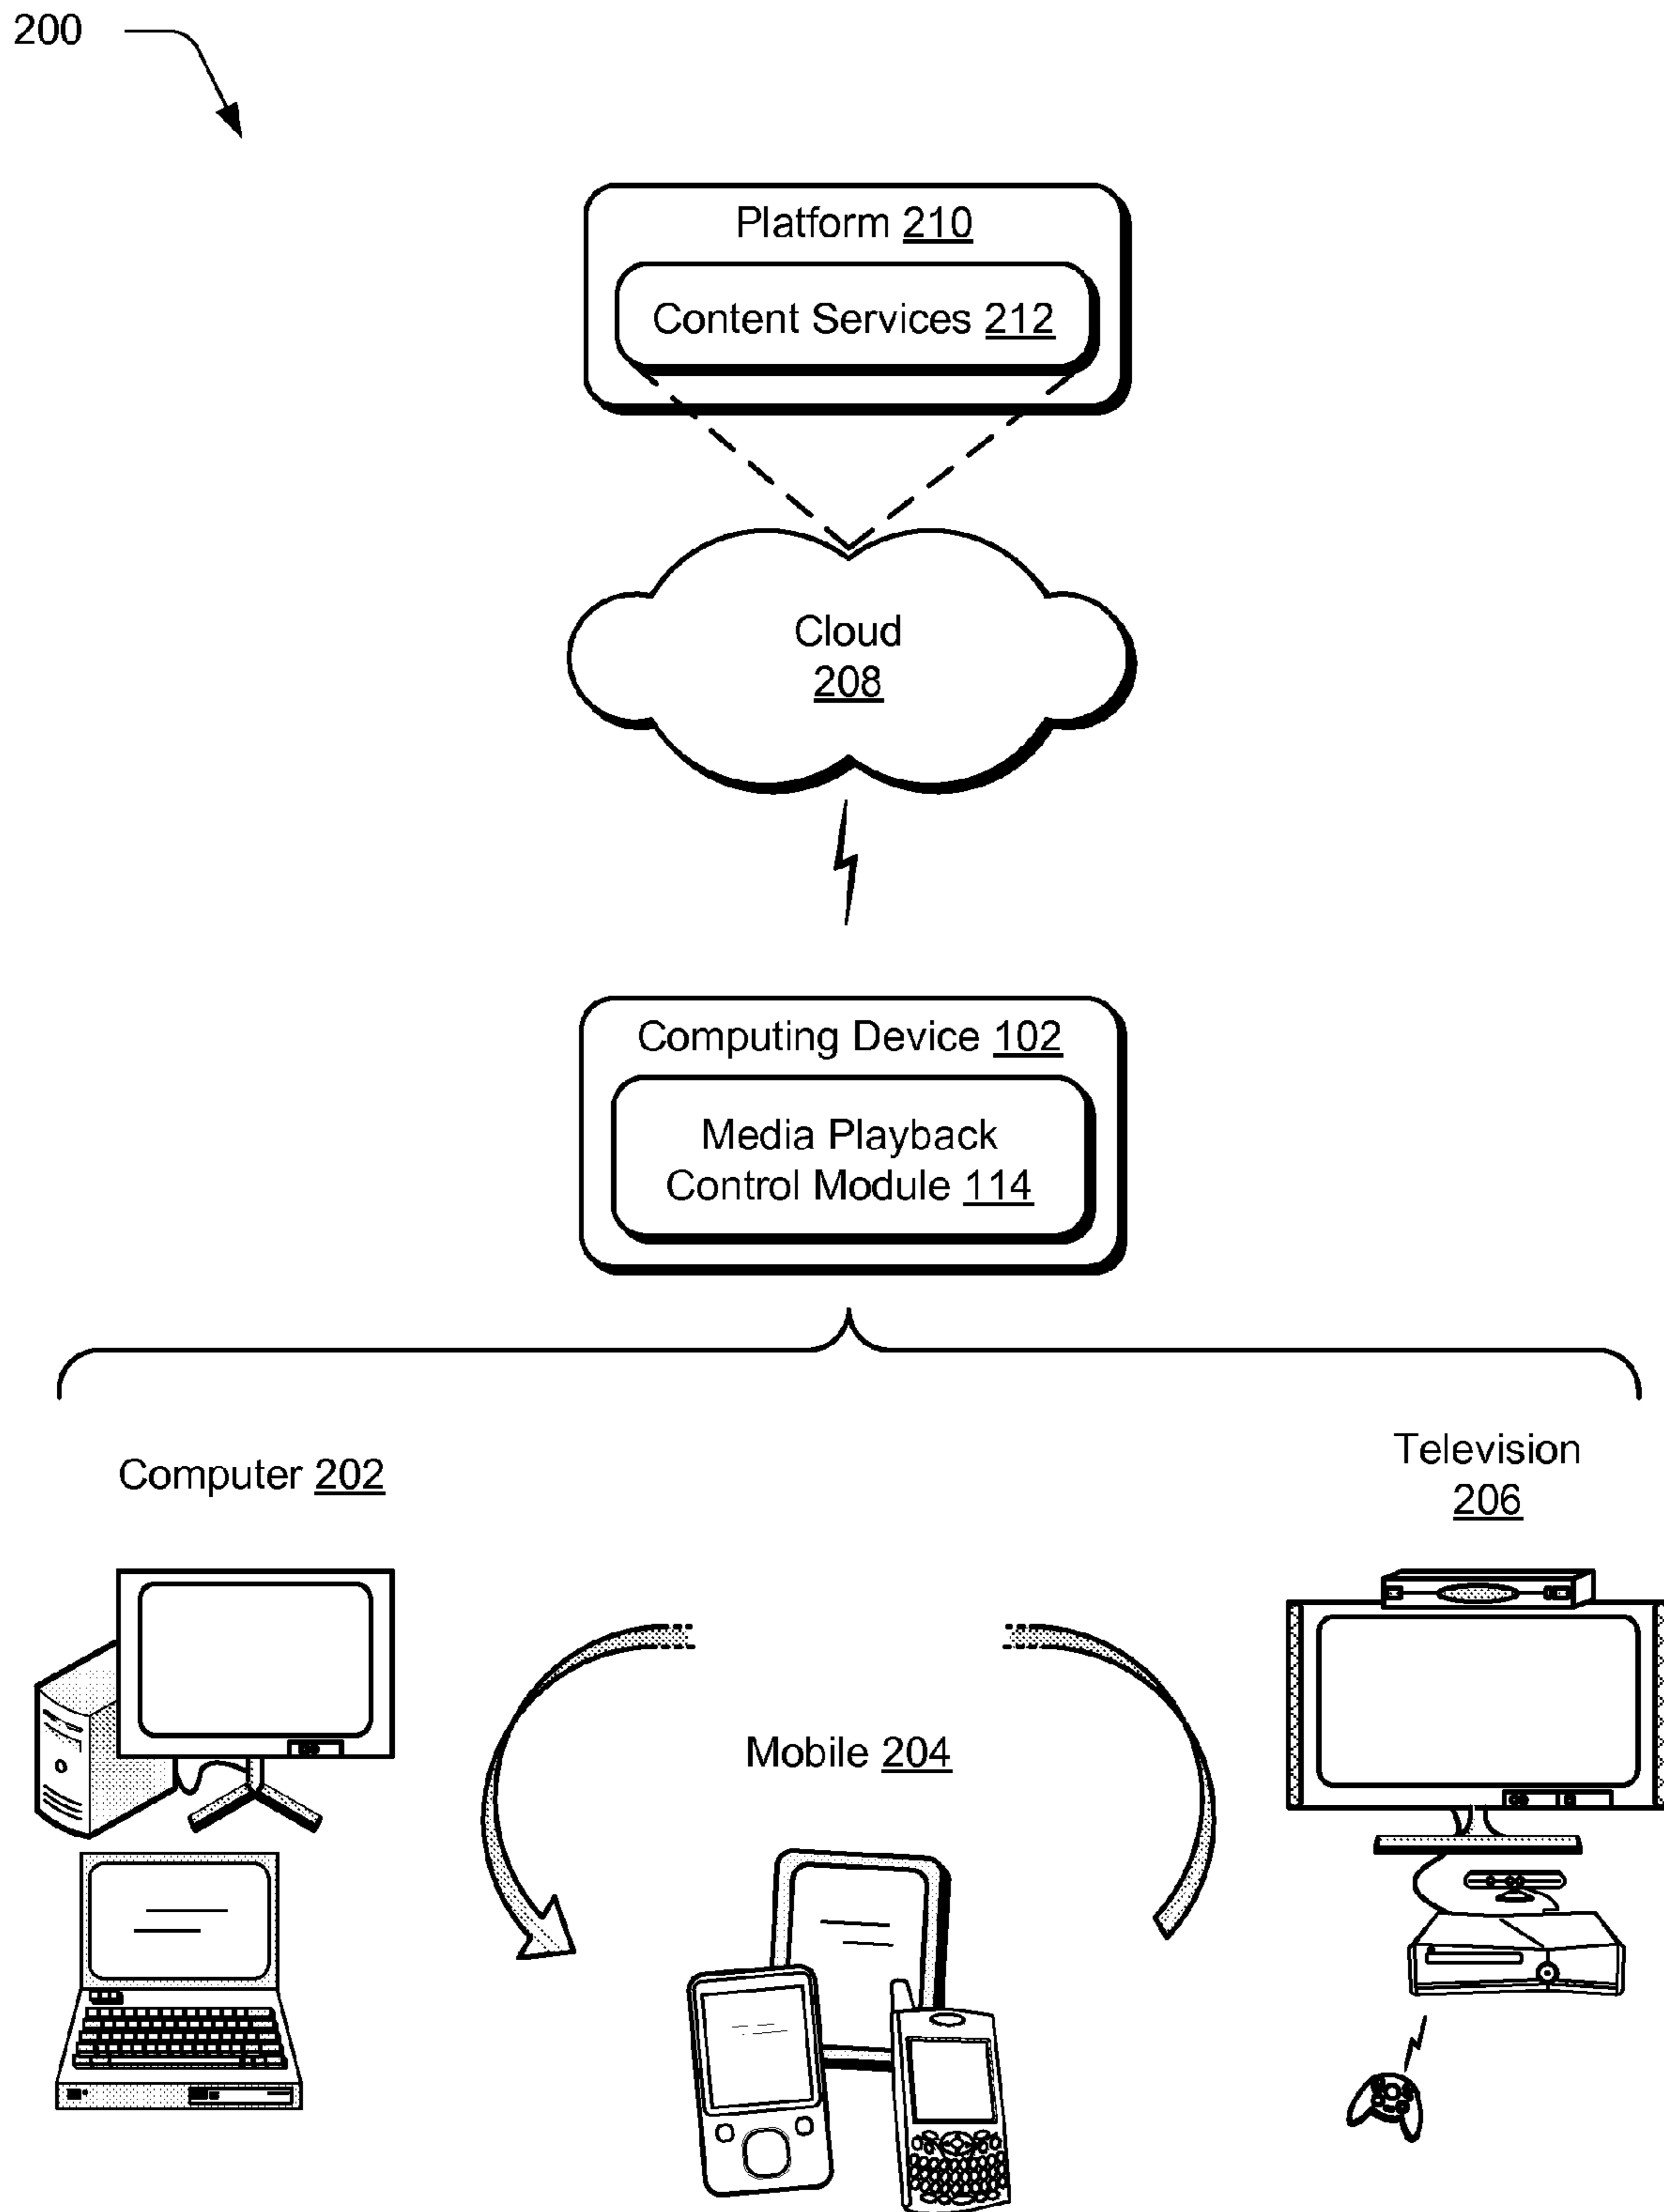 200
Platform 210
Content Services 212
Cloud
208
Computing Device 102
Media Playback
Control Module 114
Computer 202
Television
206
Mobile 204